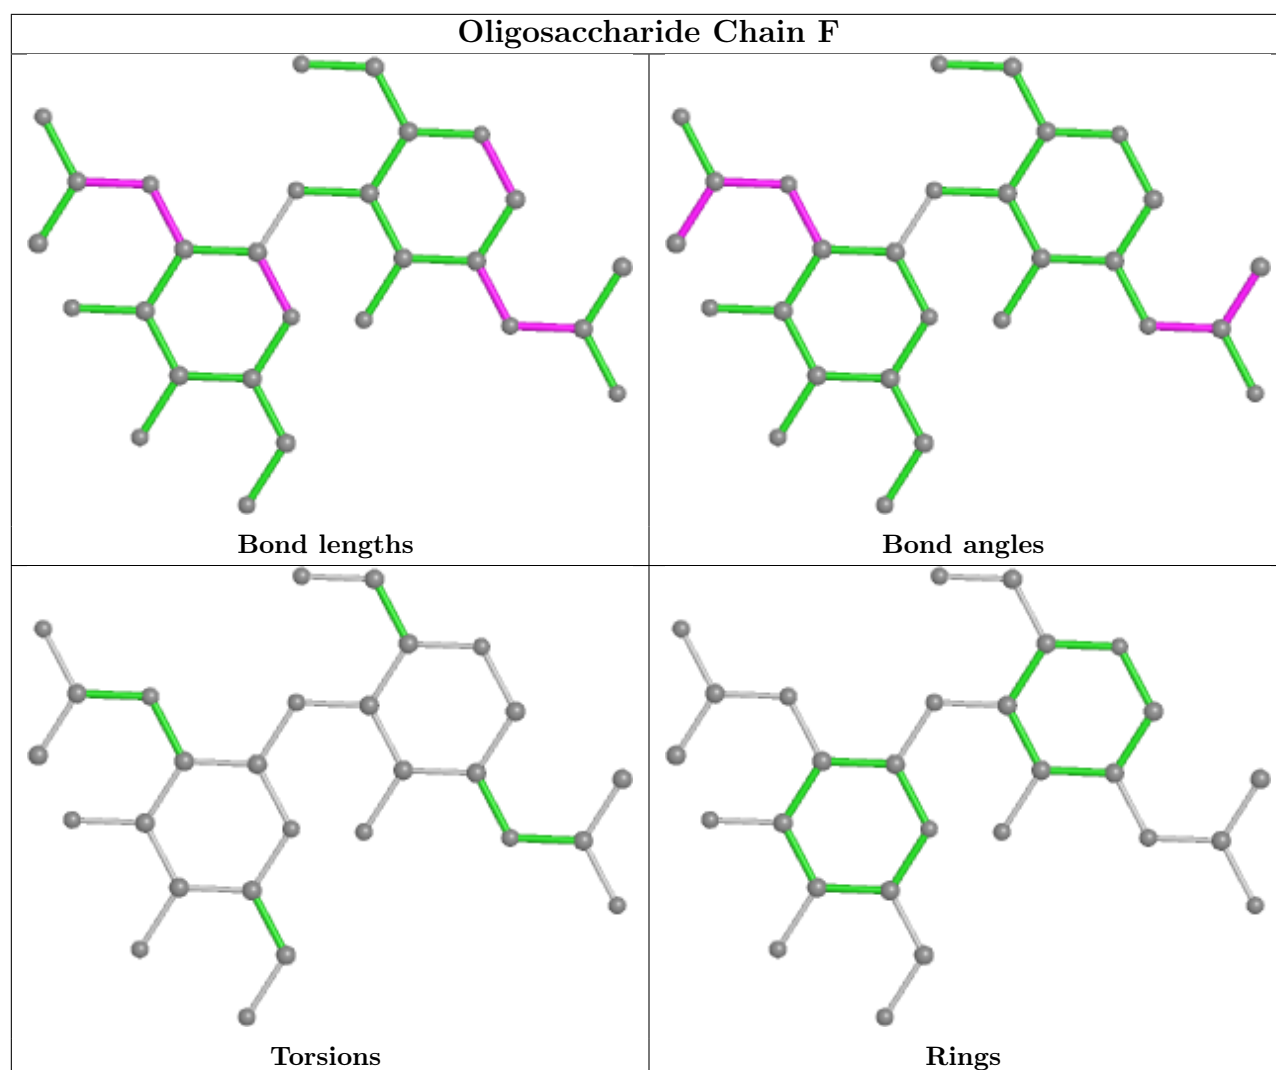 Oligosaccharide Chain F
Bond lengths
Bond angles
Torsions
Rings